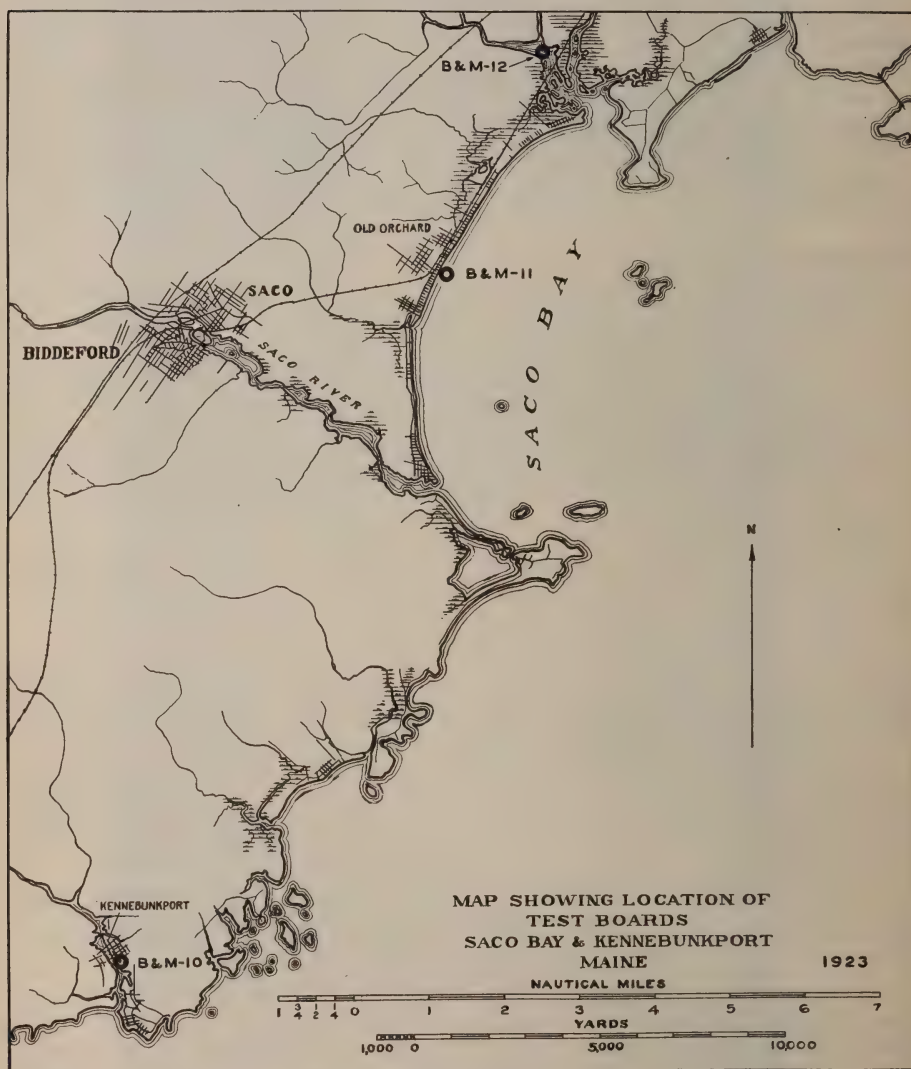 B&M-12
OLD ORCHARD
B&M-11
SACO
BIDDEFORD
SACO RIVER
SACO BAY
N
KENNEBUNKPORT
B&M-10
MAP SHOWING LOCATION OF
TEST BOARDS
SACO BAY & KENNEBUNKPORT
MAINE
1923
NAUTICAL MILES
1 3/4 1/2 1/4 0 1 2 3 4 5 6 7
YARDS
1,000 0 5,000 10,000